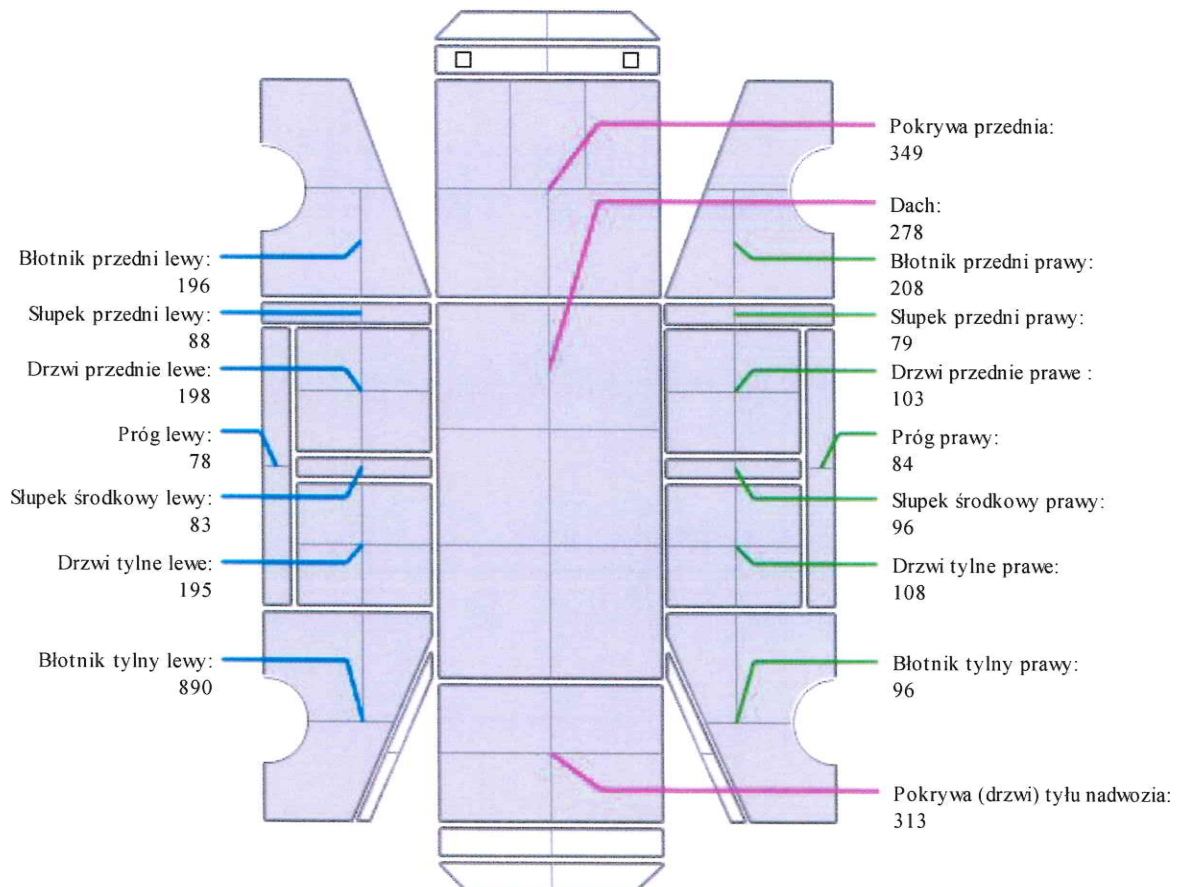 Pokrywa przednia:
349
Dach:
278
Błotnik przedni lewy:
196
Błotnik przedni prawy:
208
Słupek przedni lewy:
88
Słupek przedni prawy:
79
Drzwi przednie lewe:
198
Drzwi przednie prawe :
103
Próg lewy:
78
Próg prawy:
84
Słupek środkowy lewy:
83
Słupek środkowy prawy:
96
Drzwi tylne lewe:
195
Drzwi tylne prawe:
108
Błotnik tylny lewy:
890
Błotnik tylny prawy:
96
Pokrywa (drzwi) tyłu nadwozia:
313